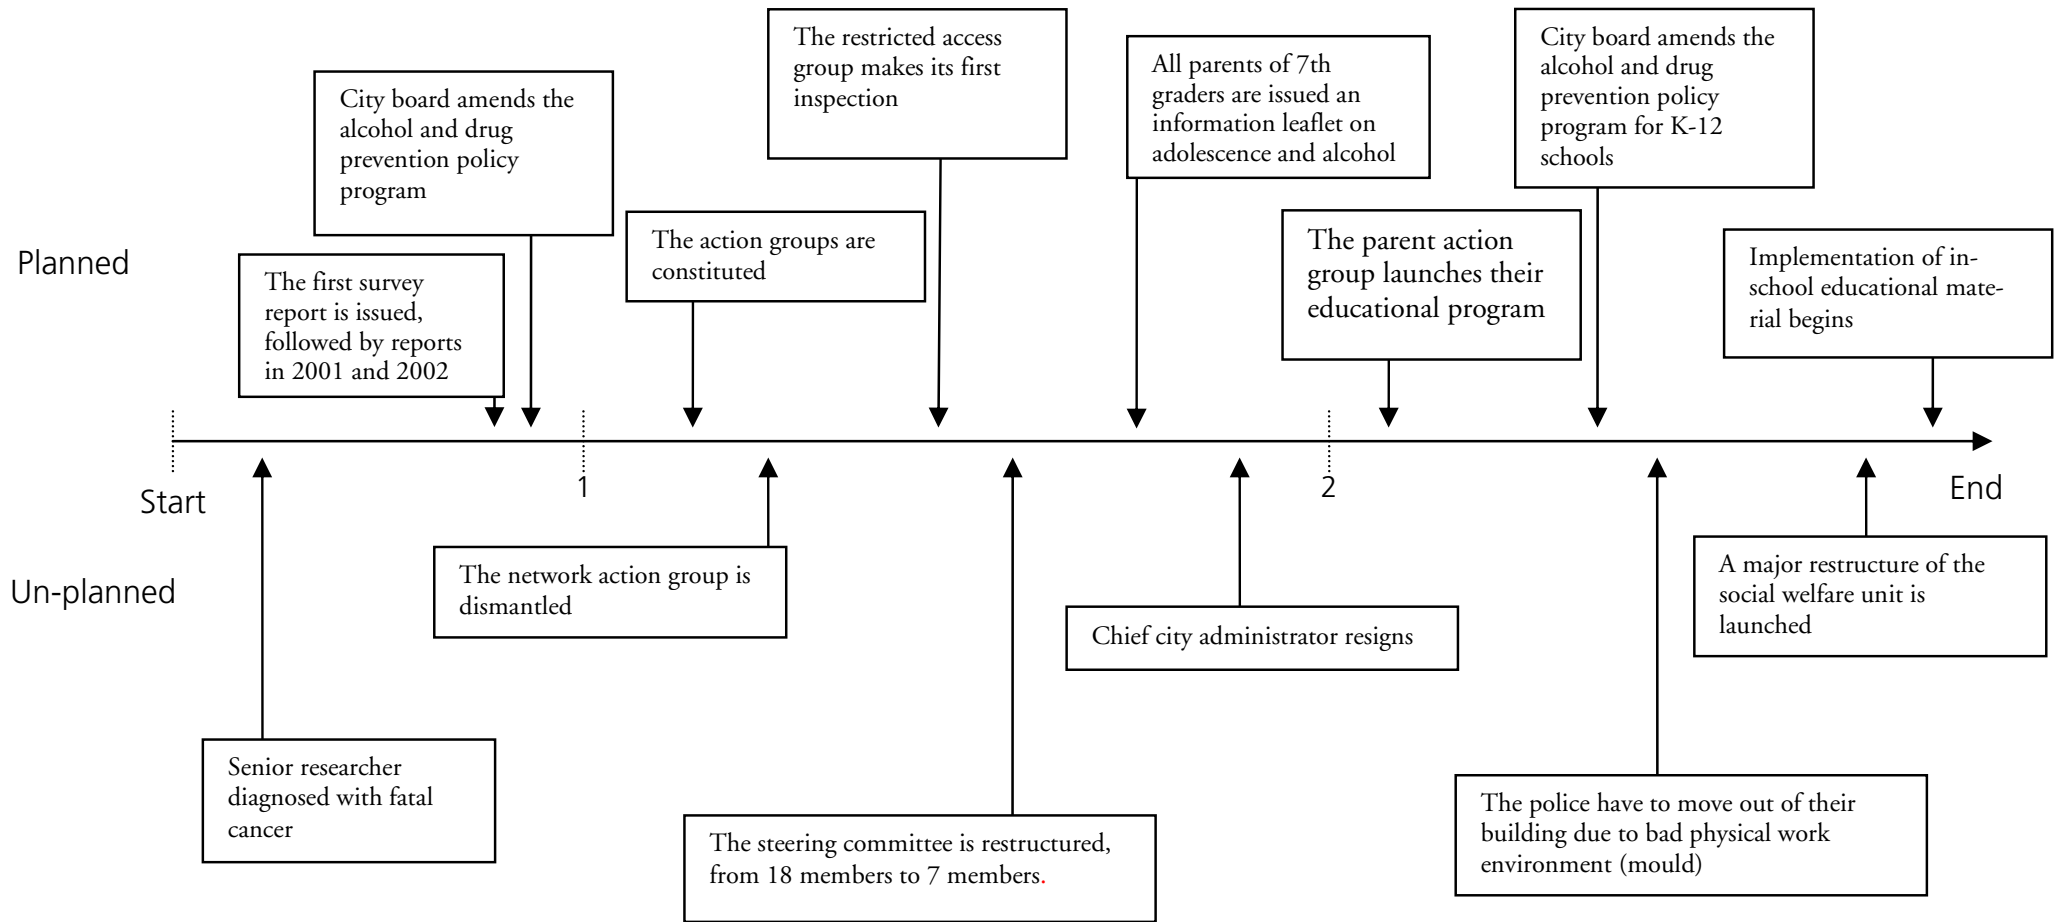 The restricted access
group makes its first
inspection
City board amends the
alcohol and drug
prevention policy
program for K-12
schools
All parents of 7th
graders are issued an
information leaflet on
adolescence and alcohol
City board amends the
alcohol and drug
prevention policy
program
The action groups are
constituted
The parent action
group launches their
educational program
Implementation of in-
school educational mate-
rial begins
Planned
The first survey
report is issued,
followed by reports
in 2001 and 2002
Start
1
2
End
Un-planned
The network action group is
dismantled
Chief city administrator resigns
A major restructure of the
social welfare unit is
launched
Senior researcher
diagnosed with fatal
cancer
The steering committee is restructured,
from 18 members to 7 members.
The police have to move out of their
building due to bad physical work
environment (mould)